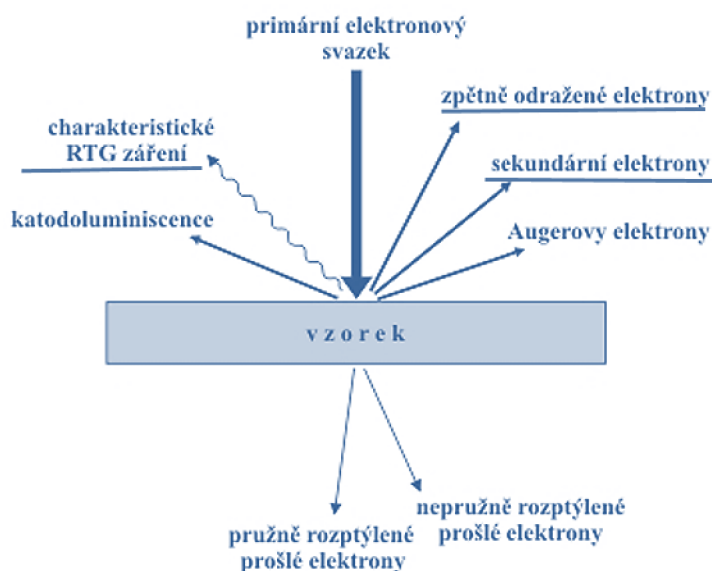 primární elektronový
svazek
zpětně odražené elektrony
charakteristické
RTG záření
sekundární elektrony
katodoluminiscence
Augerovy elektrony
vzorek
nepružně rozptýlené
prošlé elektrony
pružně rozptýlené
prošlé elektrony